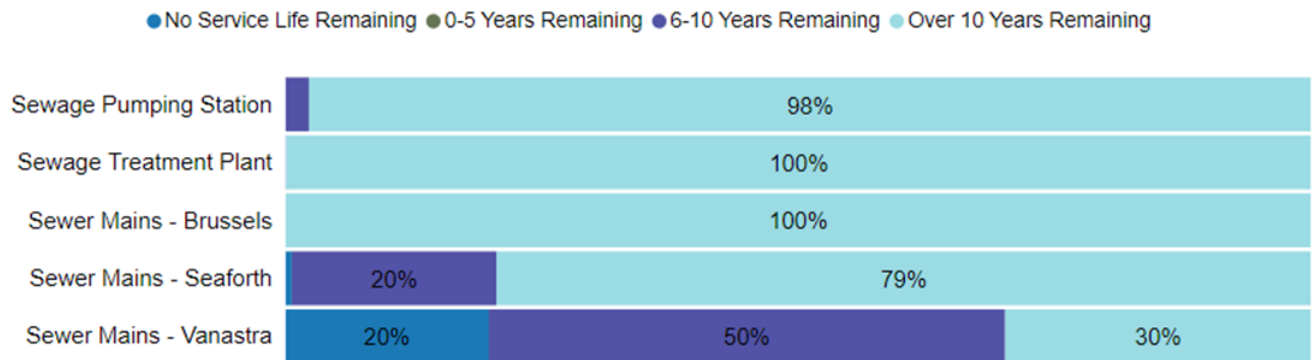 No Service Life Remaining 0-5 Years Remaining 6-10 Years Remaining Over 10 Years Remaining
Sewage Pumping Station 98%
Sewage Treatment Plant 100%
Sewer Mains - Brussels 100%
Sewer Mains - Seaforth 20% 79%
Sewer Mains - Vanastra 20% 50% 30%